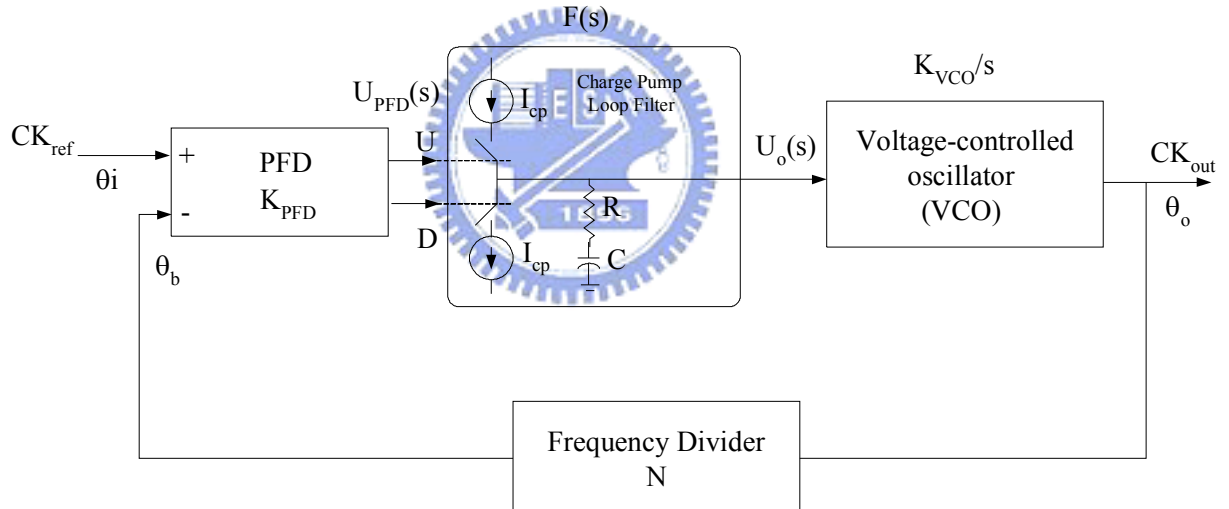 F(s)
K_VCO/s
Charge Pump
Loop Filter
U_PFD(s)
I_cp
CK_ref
θi
+
-
PFD
K_PFD
U
D
U_o(s)
Voltage-controlled
oscillator
(VCO)
CK_out
θ_o
R
C
I_cp
θ_b
E S
1896
Frequency Divider
N